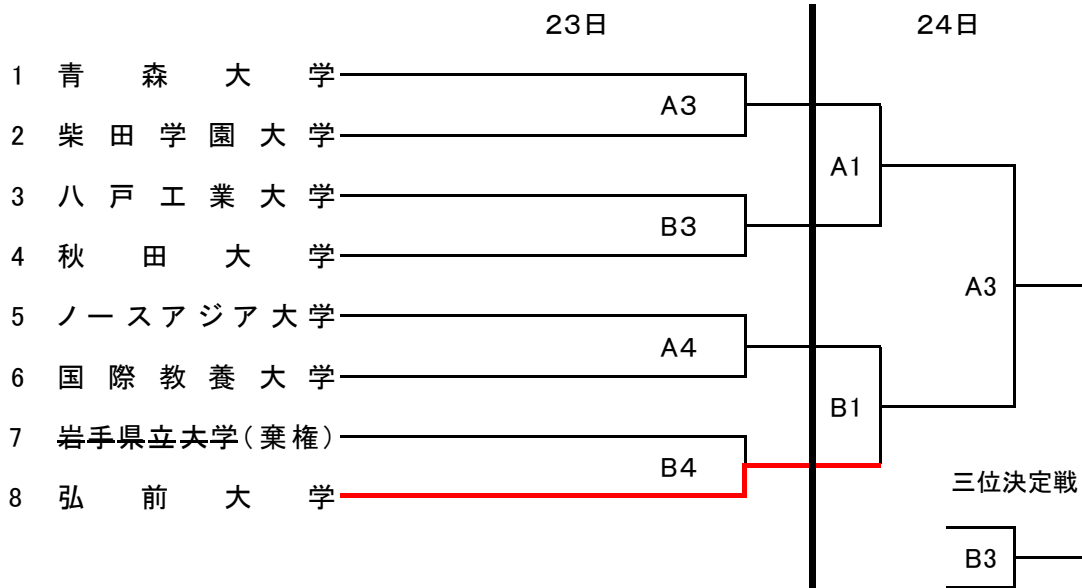 23日 24日
1 青森大学
A3
2 柴田学園大学
A1
3 八戸工業大学
B3
4 秋田大学
A3
5 ノースアジア大学
A4
6 国際教養大学
B1
7 岩手県立大学(棄権)
B4
8 弘前大学
三位決定戦
B3